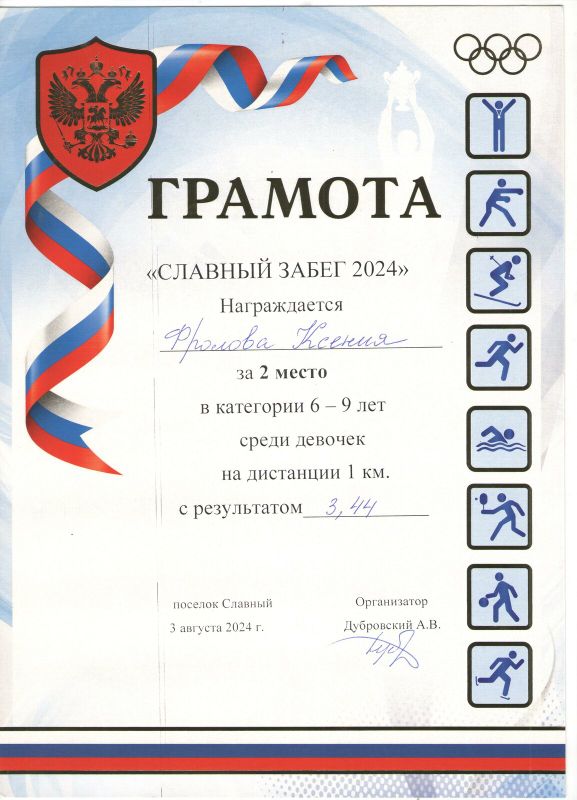 ГРАМОТА
«СЛАВНЫЙ ЗАБЕГ 2024»
Награждается
Фролова Ксения
за 2 место
в категории 6 – 9 лет
среди девочек
на дистанции 1 км.
с результатом 3,44
поселок Славный
Организатор
3 августа 2024 г.
Дубровский А.В.